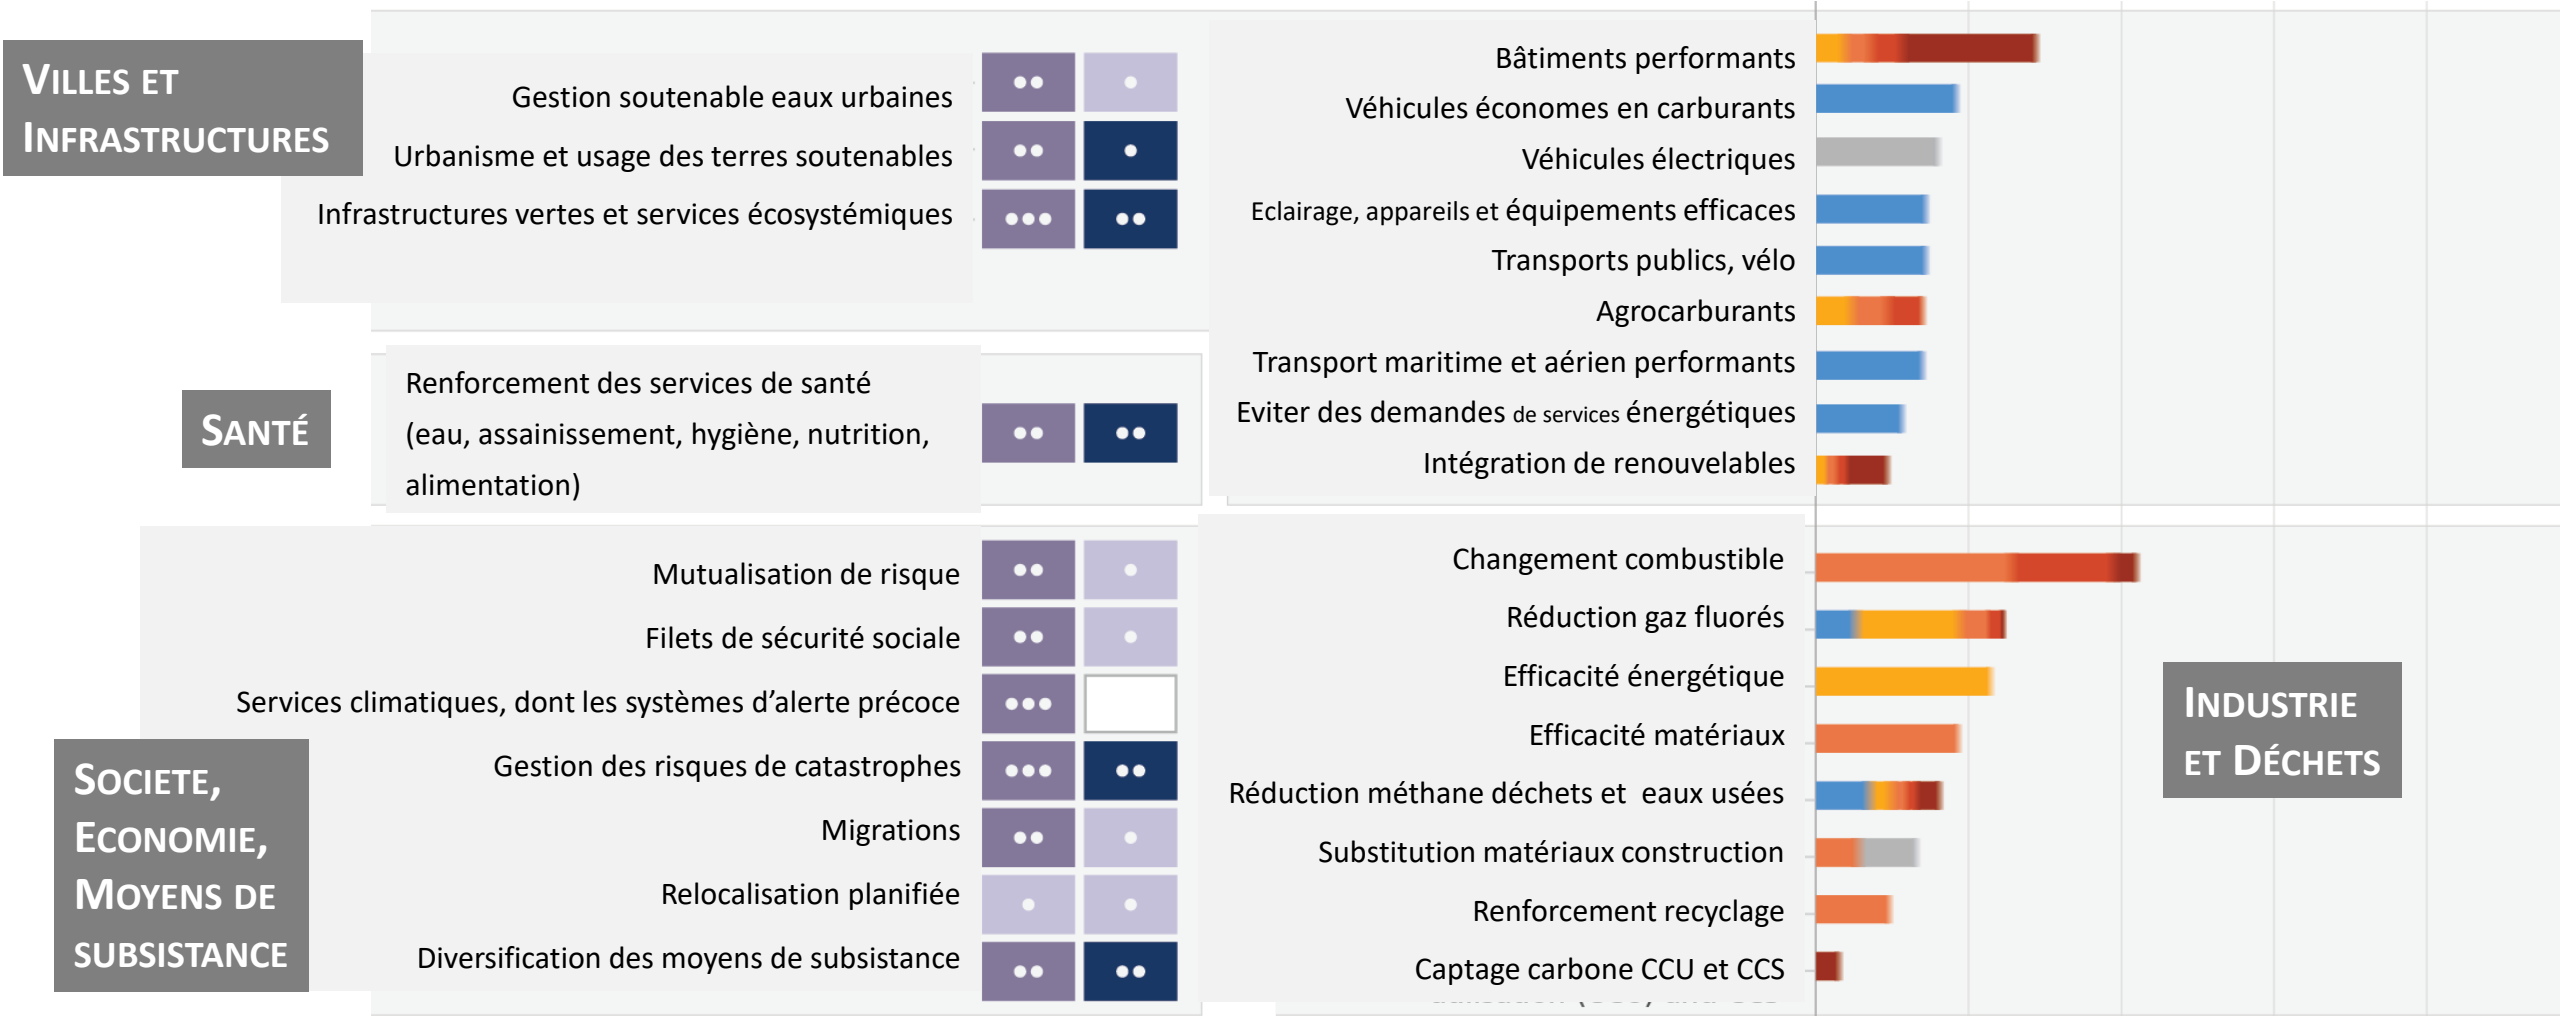 VILLES ET
INFRASTRUCTURES
Gestion soutenable eaux urbaines
Urbanisme et usage des terres soutenables
Infrastructures vertes et services écosystémiques
SANTÉ
Renforcement des services de santé
(eau, assainissement, hygiène, nutrition,
alimentation)
SOCIETE,
ECONOMIE,
MOYENS DE
SUBSISTANCE
Mutualisation de risque
Filets de sécurité sociale
Services climatiques, dont les systèmes d'alerte précoce
Gestion des risques de catastrophes
Migrations
Relocalisation planifiée
Diversification des moyens de subsistance
Bâtiments performants
Véhicules économes en carburants
Véhicules électriques
Eclairage, appareils et équipements efficaces
Transports publics, vélo
Agrocarburants
Transport maritime et aérien performants
Eviter des demandes de services énergétiques
Intégration de renouvelables
Changement combustible
Réduction gaz fluorés
Efficacité énergétique
Efficacité matériaux
Réduction méthane déchets et  eaux usées
Substitution matériaux construction
Renforcement recyclage
Captage carbone CCU et CCS
INDUSTRIE
ET DÉCHETS